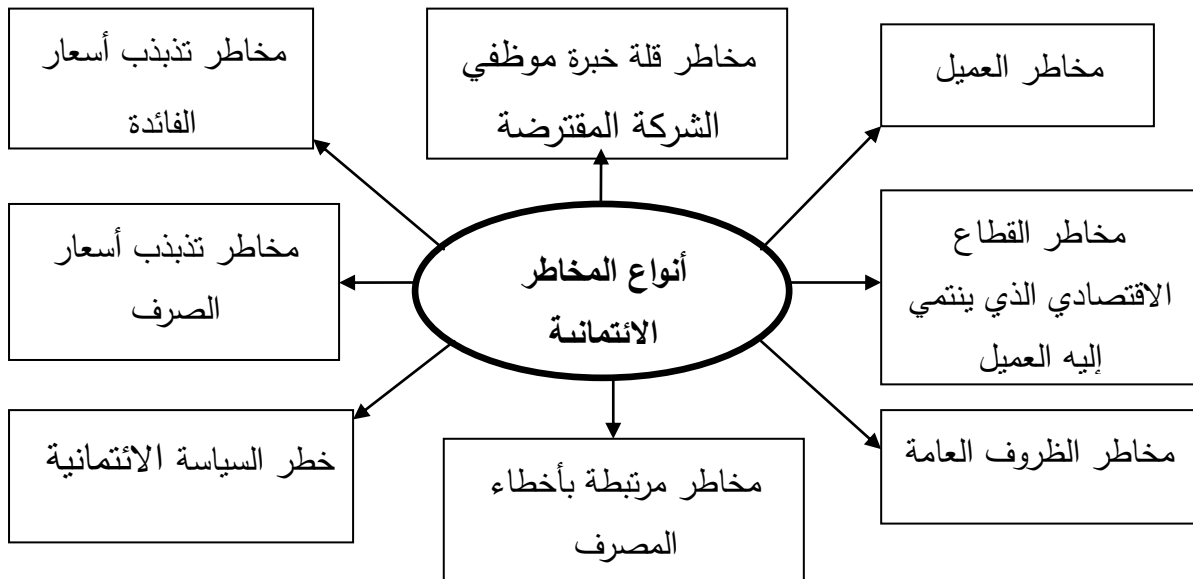 مخاطر العميل
مخاطر قلة خبرة موظفي
الشركة المقترضة
مخاطر تذبذب أسعار
الفائدة
مخاطر القطاع
الاقتصادي الذي ينتمي
إليه العميل
أنواع المخاطر
الائتمانية
مخاطر تذبذب أسعار
الصرف
مخاطر الظروف العامة
مخاطر مرتبطة بأخطاء
المصرف
خطر السياسة الائتمانية